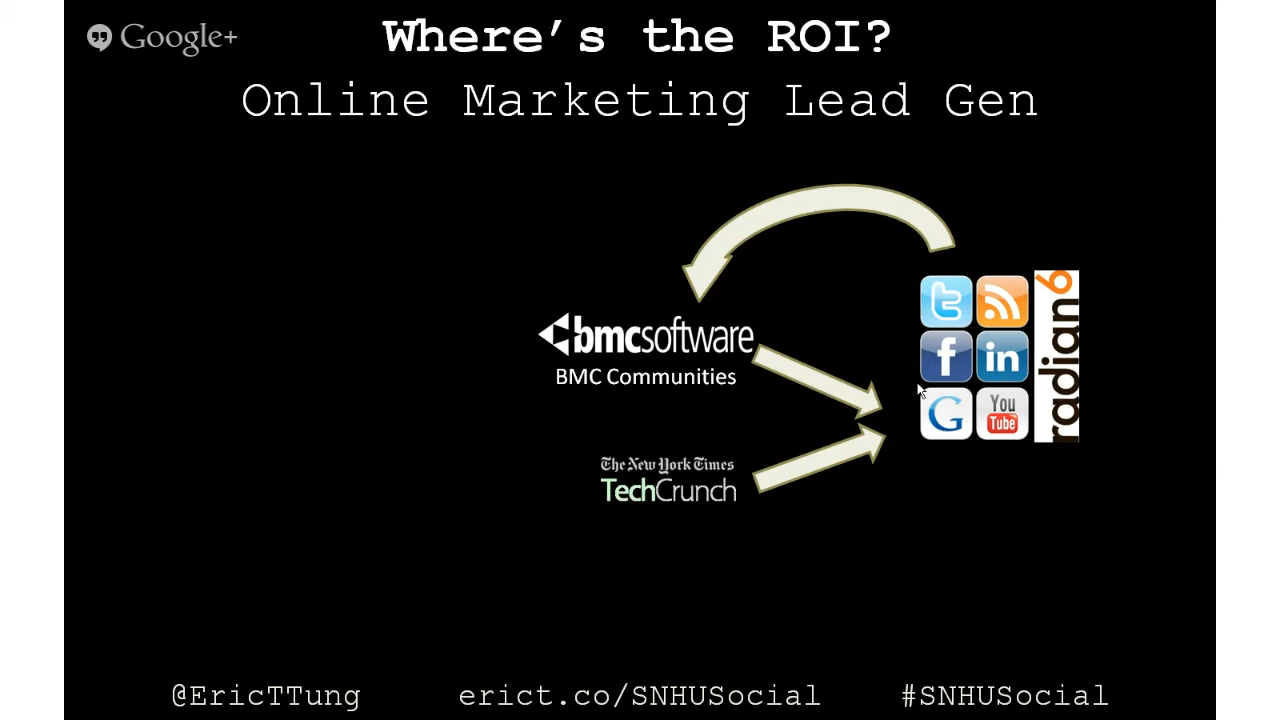 Google+
Where's the ROI?
Online Marketing Lead Gen
bmcsoftware
BMC Communities
The New York Times
TechCrunch
t
f
in
G
You
Tube
radian6
@EricTTung
erict.co/SNHUSocial
#SNHUSocial